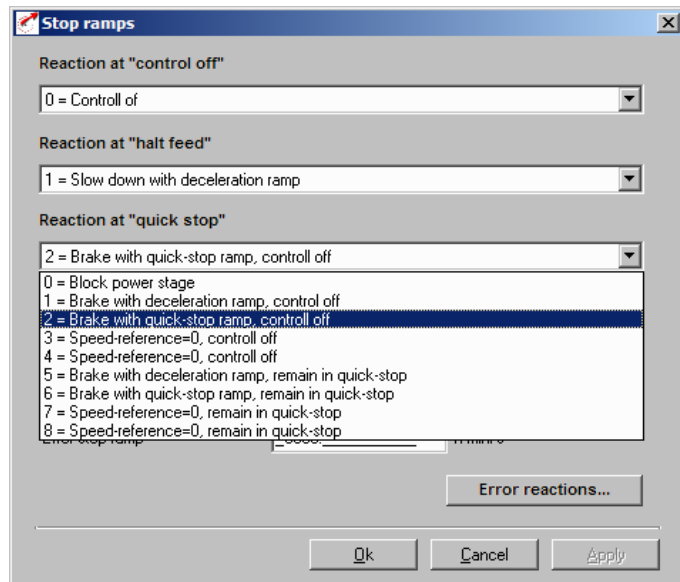 Stop ramps
Reaction at "control off"
0 = Controll of
Reaction at "halt feed"
1 = Slow down with deceleration ramp
Reaction at "quick stop"
2 = Brake with quick-stop ramp, controll off
0 = Block power stage
1 = Brake with deceleration ramp, control off
2 = Brake with quick-stop ramp, controll off
3 = Speed-reference=0, controll off
4 = Speed-reference=0, controll off
5 = Brake with deceleration ramp, remain in quick-stop
6 = Brake with quick-stop ramp, remain in quick-stop
7 = Speed-reference=0, remain in quick-stop
8 = Speed-reference=0, remain in quick-stop
Error stop ramp
Error reactions...
Ok Cancel Apply